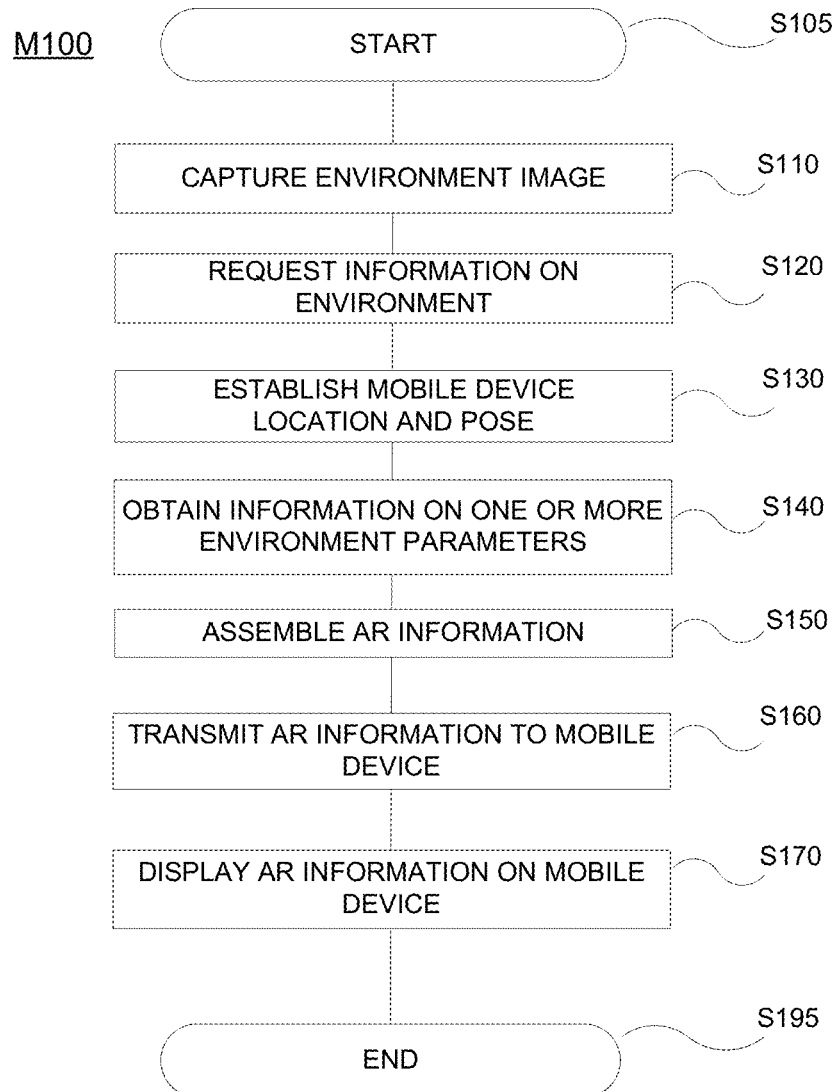 M100
START
S105
CAPTURE ENVIRONMENT IMAGE
S110
REQUEST INFORMATION ON
ENVIRONMENT
S120
ESTABLISH MOBILE DEVICE
LOCATION AND POSE
S130
OBTAIN INFORMATION ON ONE OR MORE
ENVIRONMENT PARAMETERS
S140
ASSEMBLE AR INFORMATION
S150
TRANSMIT AR INFORMATION TO MOBILE
DEVICE
S160
DISPLAY AR INFORMATION ON MOBILE
DEVICE
S170
END
S195